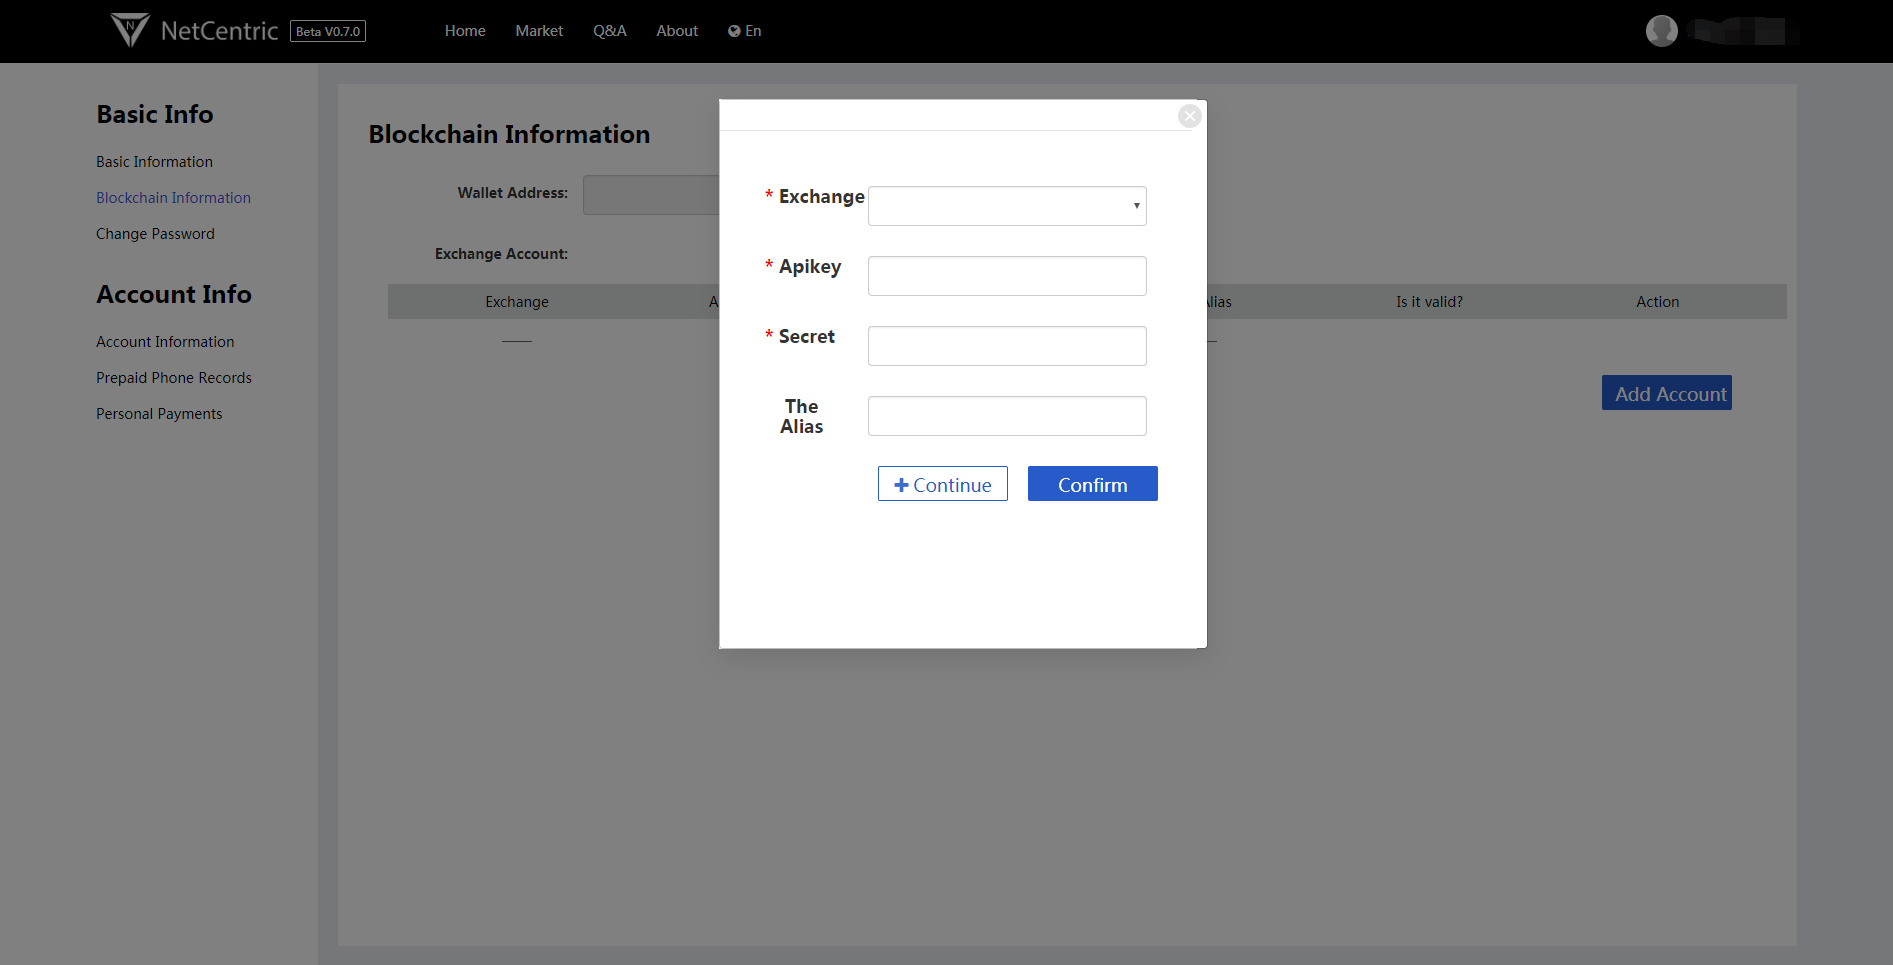 NetCentric Beta V0.7.0 Home Market Q&A About En
Basic Info
Basic Information
Blockchain Information
Change Password
Account Info
Account Information
Prepaid Phone Records
Personal Payments
Blockchain Information
Wallet Address:
Exchange Account:
Exchange Is it valid? Action
Add Account
* Exchange
* Apikey
* Secret
The
Alias
Continue Confirm